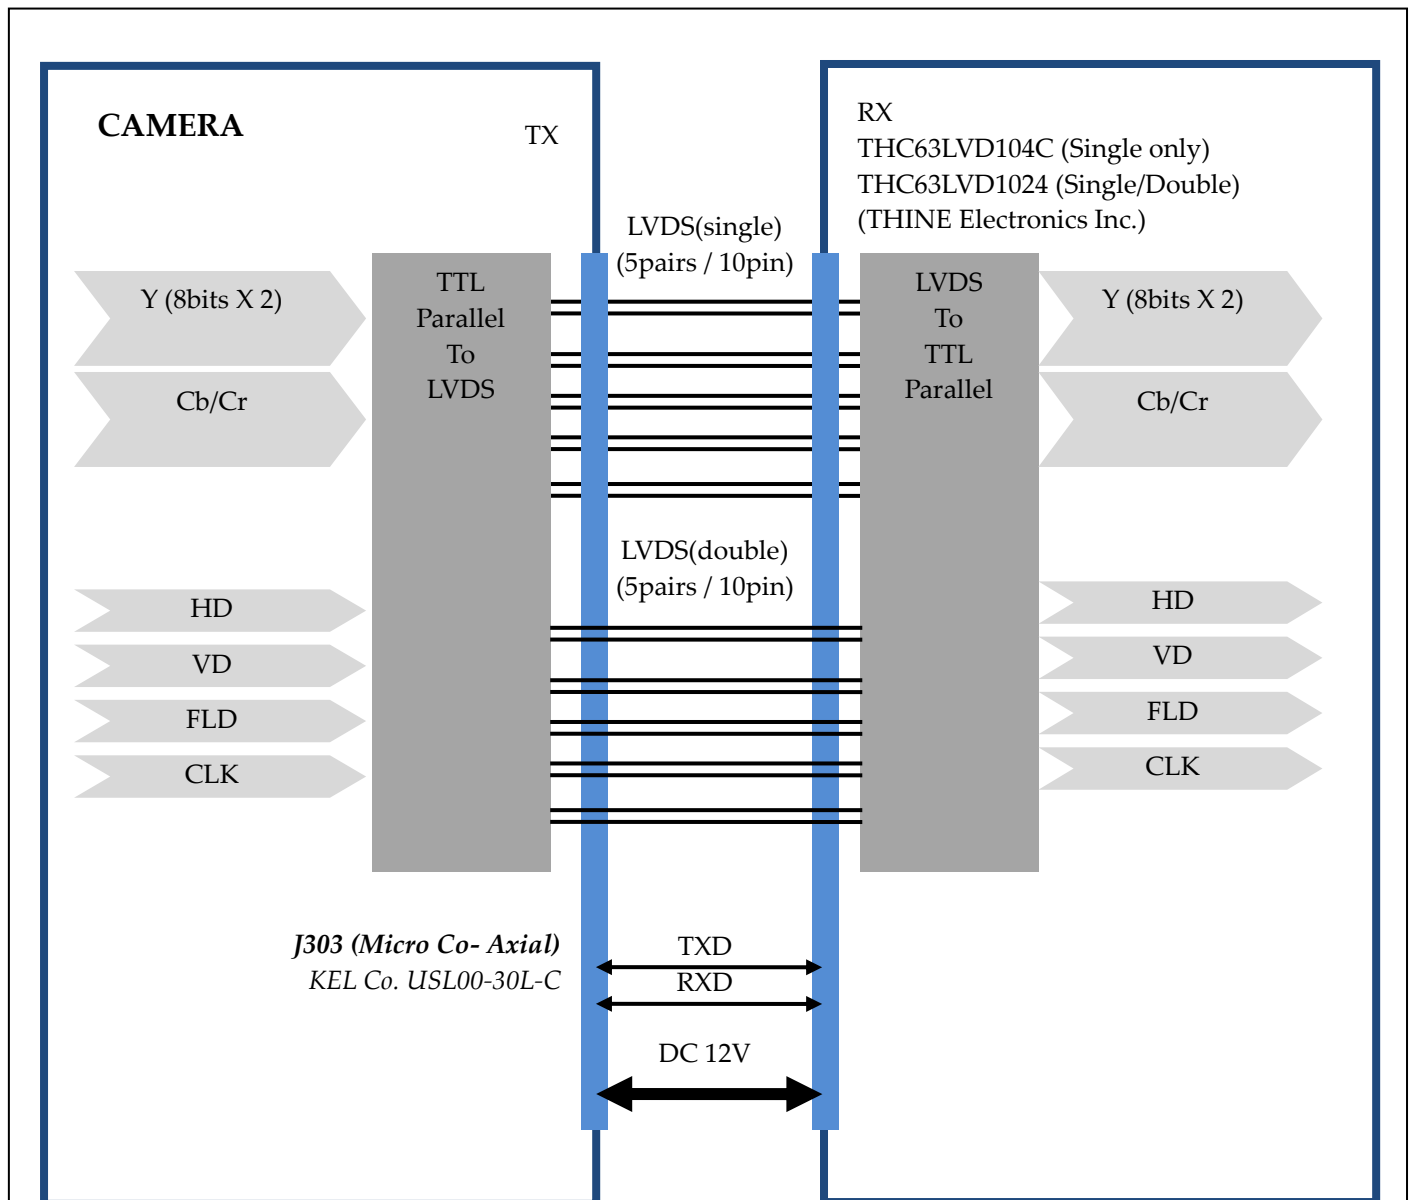 CAMERA
TX
RX
THC63LVD104C (Single only)
THC63LVD1024 (Single/Double)
(THINE Electronics Inc.)
LVDS(single)
(5pairs / 10pin)
Y (8bits X 2)
Cb/Cr
TTL
Parallel
To
LVDS
LVDS
To
TTL
Parallel
Y (8bits X 2)
Cb/Cr
LVDS(double)
(5pairs / 10pin)
HD
VD
FLD
CLK
HD
VD
FLD
CLK
J303 (Micro Co- Axial)
KEL Co. USL00-30L-C
TXD
RXD
DC 12V